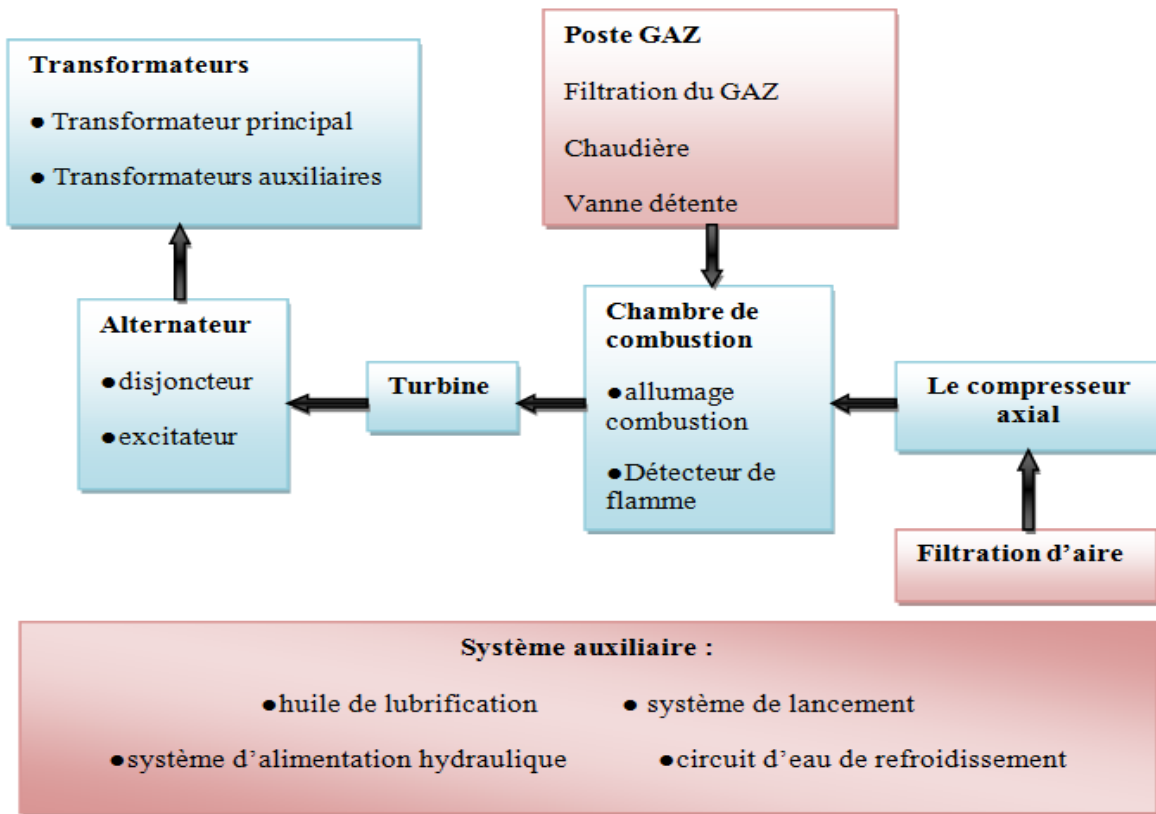 Transformateurs
● Transformateur principal
● Transformateurs auxiliaires
Poste GAZ
Filtration du GAZ
Chaudière
Vanne détente
Alternateur
●disjoncteur
●excitateur
Turbine
Chambre de
combustion
●allumage
combustion
●Détecteur de
flamme
Le compresseur
axial
Filtration d’aire
Système auxiliaire :
●huile de lubrification ● système de lancement
●système d’alimentation hydraulique ●circuit d’eau de refroidissement